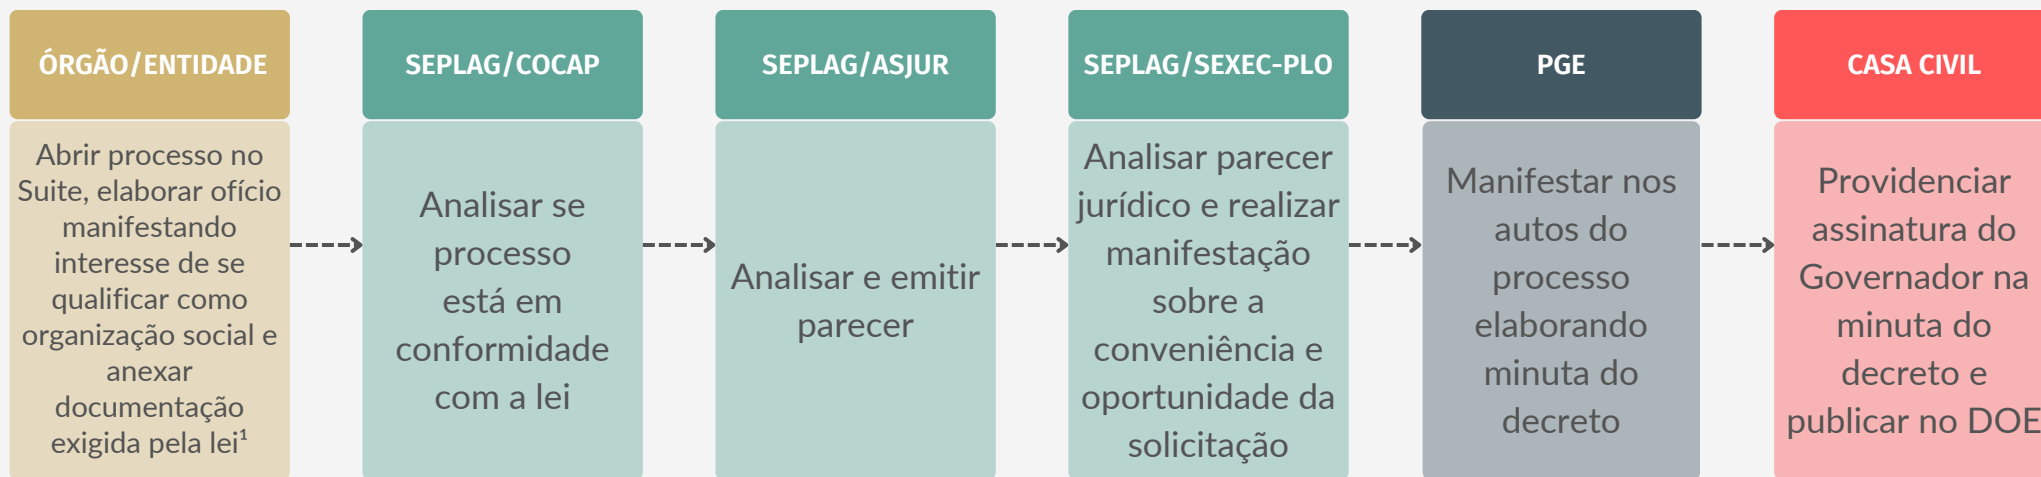 ÓRGÃO/ENTIDADE
Abrir processo no
Suite, elaborar ofício
manifestando
interesse de se
qualificar como
organização social e
anexar
documentação
exigida pela lei¹
SEPLAG/COCAP
Analisar se
processo
está em
conformidade
com a lei
SEPLAG/ASJUR
Analisar e emitir
parecer
SEPLAG/SEXEC-PLO
Analisar parecer
jurídico e realizar
manifestação
sobre a
conveniência e
oportunidade da
solicitação
PGE
Manifestar nos
autos do
processo
elaborando
minuta do
decreto
CASA CIVIL
Providenciar
assinatura do
Governador na
minuta do
decreto e
publicar no DOE